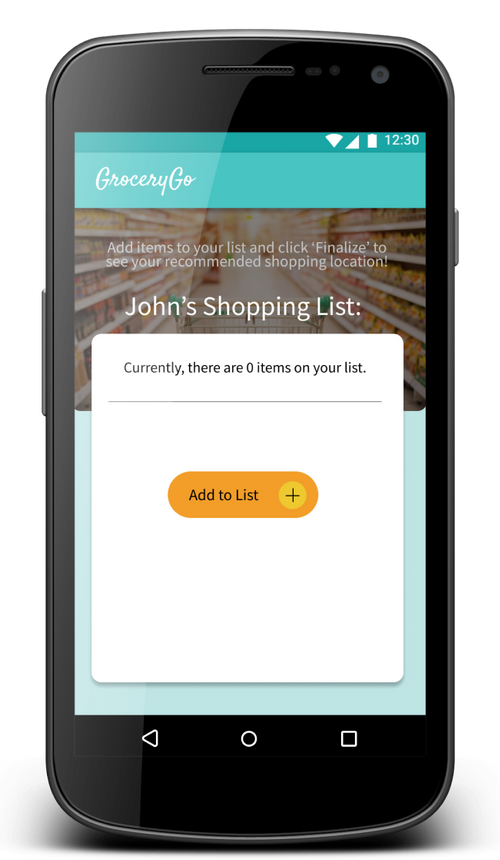 12:30
GroceryGo
Add items to your list and click ‘Finalize’ to
see your recommended shopping location!
John’s Shopping List:
Currently, there are 0 items on your list.
Add to List